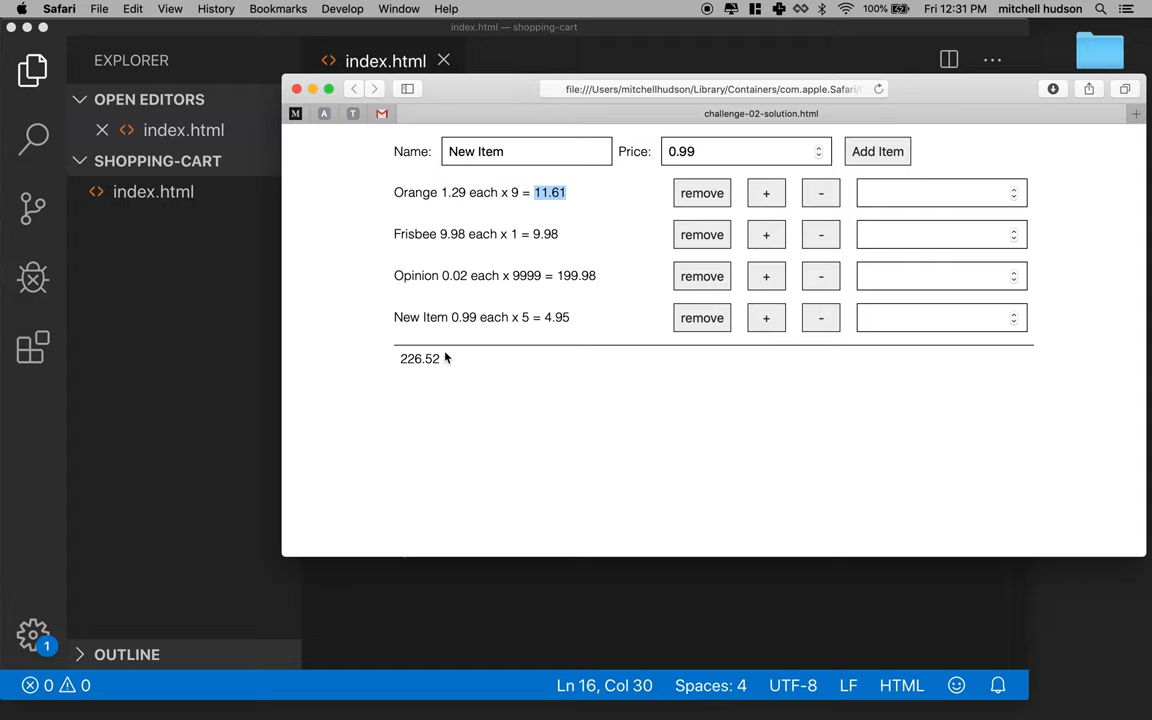 Safari File Edit View History Bookmarks Develop Window Help 100% Fri 12:31 PM mitchell hudson
index.html — shopping-cart
EXPLORER
index.html
OPEN EDITORS
index.html
SHOPPING-CART
index.html
file:///Users/mitchellhudson/Library/Containers/com.apple.Safari/
M A T M challenge-02-solution.html
Name: New Item Price: 0.99 Add Item
Orange 1.29 each x 9 = 11.61 remove + -
Frisbee 9.98 each x 1 = 9.98 remove + -
Opinion 0.02 each x 9999 = 199.98 remove + -
New Item 0.99 each x 5 = 4.95 remove + -
226.52
1
OUTLINE
0 0 Ln 16, Col 30 Spaces: 4 UTF-8 LF HTML